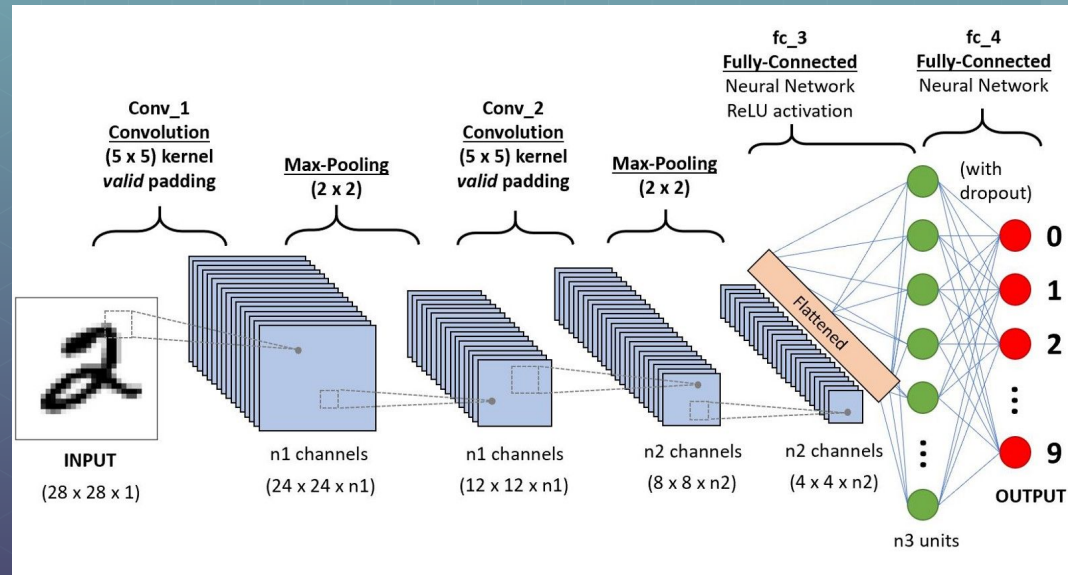 Conv_1
Convolution
(5 x 5) kernel
valid padding
Max-Pooling
(2 x 2)
Conv_2
Convolution
(5 x 5) kernel
valid padding
Max-Pooling
(2 x 2)
fc_3
Fully-Connected
Neural Network
ReLU activation
fc_4
Fully-Connected
Neural Network
(with
dropout)
Flattened
0
1
2
9
OUTPUT
2
INPUT
(28 x 28 x 1)
n1 channels
(24 x 24 x n1)
n1 channels
(12 x 12 x n1)
n2 channels
(8 x 8 x n2)
n2 channels
(4 x 4 x n2)
n3 units